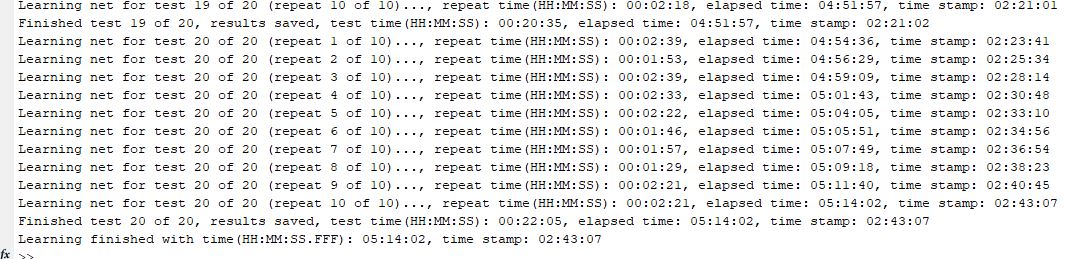 Learning net for test 19 of 20 (repeat 10 of 10)..., repeat time(HH:MM:SS): 00:02:18, elapsed time: 04:51:57, time stamp: 02:21:01
Finished test 19 of 20, results saved, test time(HH:MM:SS): 00:20:35, elapsed time: 04:51:57, time stamp: 02:21:02
Learning net for test 20 of 20 (repeat 1 of 10)..., repeat time(HH:MM:SS): 00:02:39, elapsed time: 04:54:36, time stamp: 02:23:41
Learning net for test 20 of 20 (repeat 2 of 10)..., repeat time(HH:MM:SS): 00:01:53, elapsed time: 04:56:29, time stamp: 02:25:34
Learning net for test 20 of 20 (repeat 3 of 10)..., repeat time(HH:MM:SS): 00:02:39, elapsed time: 04:59:09, time stamp: 02:28:14
Learning net for test 20 of 20 (repeat 4 of 10)..., repeat time(HH:MM:SS): 00:02:33, elapsed time: 05:01:43, time stamp: 02:30:48
Learning net for test 20 of 20 (repeat 5 of 10)..., repeat time(HH:MM:SS): 00:02:22, elapsed time: 05:04:05, time stamp: 02:33:10
Learning net for test 20 of 20 (repeat 6 of 10)..., repeat time(HH:MM:SS): 00:01:46, elapsed time: 05:05:51, time stamp: 02:34:56
Learning net for test 20 of 20 (repeat 7 of 10)..., repeat time(HH:MM:SS): 00:01:57, elapsed time: 05:07:49, time stamp: 02:36:54
Learning net for test 20 of 20 (repeat 8 of 10)..., repeat time(HH:MM:SS): 00:01:29, elapsed time: 05:09:18, time stamp: 02:38:23
Learning net for test 20 of 20 (repeat 9 of 10)..., repeat time(HH:MM:SS): 00:02:21, elapsed time: 05:11:40, time stamp: 02:40:45
Learning net for test 20 of 20 (repeat 10 of 10)..., repeat time(HH:MM:SS): 00:02:21, elapsed time: 05:14:02, time stamp: 02:43:07
Finished test 20 of 20, results saved, test time(HH:MM:SS): 00:22:05, elapsed time: 05:14:02, time stamp: 02:43:07
Learning finished with time(HH:MM:SS.FFF): 05:14:02, time stamp: 02:43:07
fx >>